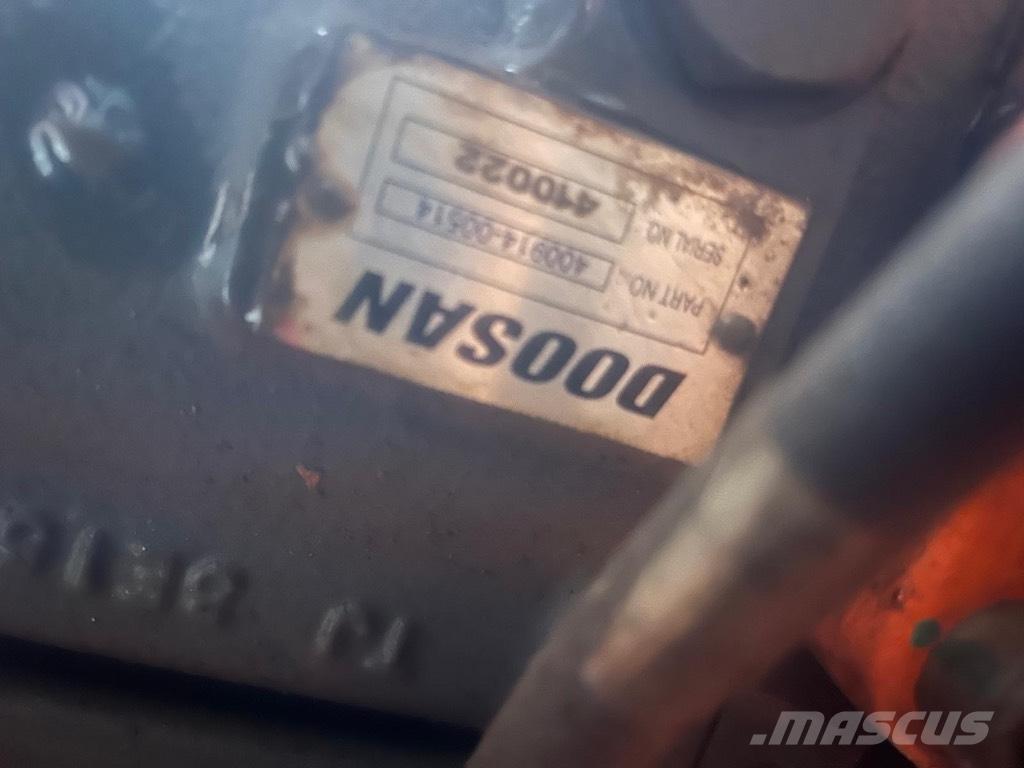 DOOSAN
PART NO. 400914-00514
SERIAL NO. 410022
.MASCUS